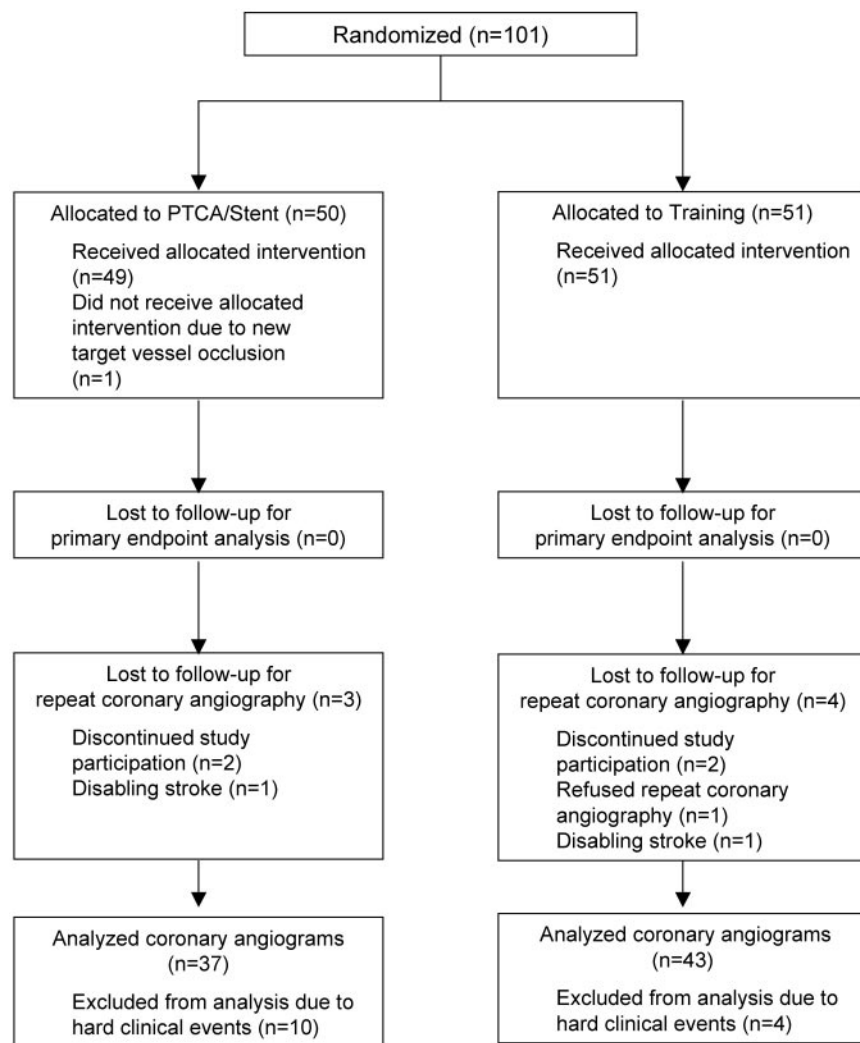 Randomized (n=101)
Allocated to PTCA/Stent (n=50)
Received allocated intervention
(n=49)
Did not receive allocated
intervention due to new
target vessel occlusion
(n=1)
Allocated to Training (n=51)
Received allocated intervention
(n=51)
Lost to follow-up for
primary endpoint analysis (n=0)
Lost to follow-up for
primary endpoint analysis (n=0)
Lost to follow-up for
repeat coronary angiography (n=3)
Discontinued study
participation (n=2)
Disabling stroke (n=1)
Lost to follow-up for
repeat coronary angiography (n=4)
Discontinued study
participation (n=2)
Refused repeat coronary
angiography (n=1)
Disabling stroke (n=1)
Analyzed coronary angiograms
(n=37)
Excluded from analysis due to
hard clinical events (n=10)
Analyzed coronary angiograms
(n=43)
Excluded from analysis due to
hard clinical events (n=4)